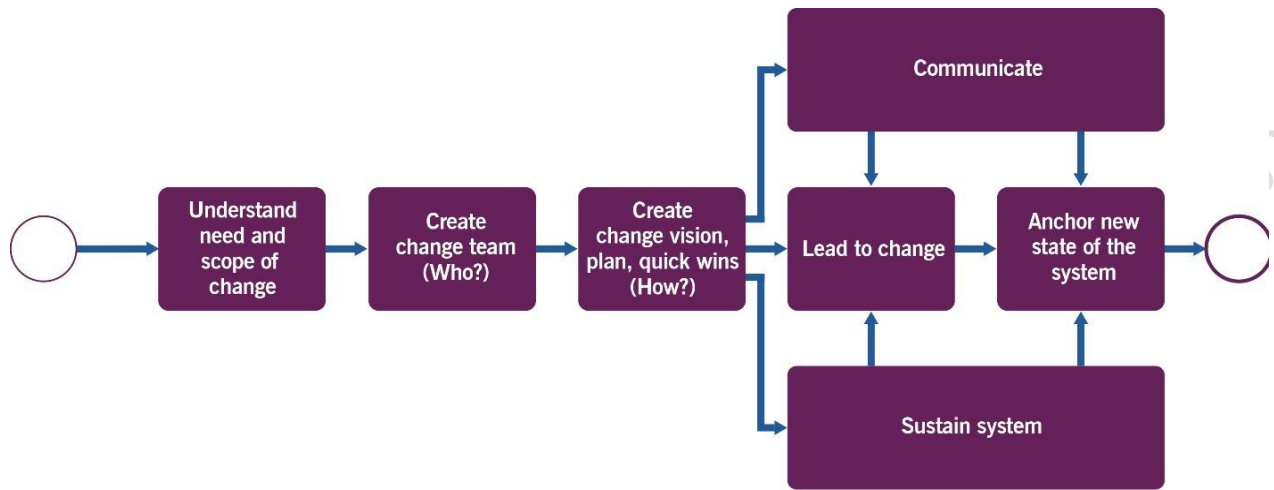 Communicate
Understand
need and
scope of
change
Create
change team
(Who?)
Create
change vision,
plan, quick wins
(How?)
Lead to change
Anchor new
state of the
system
Sustain system